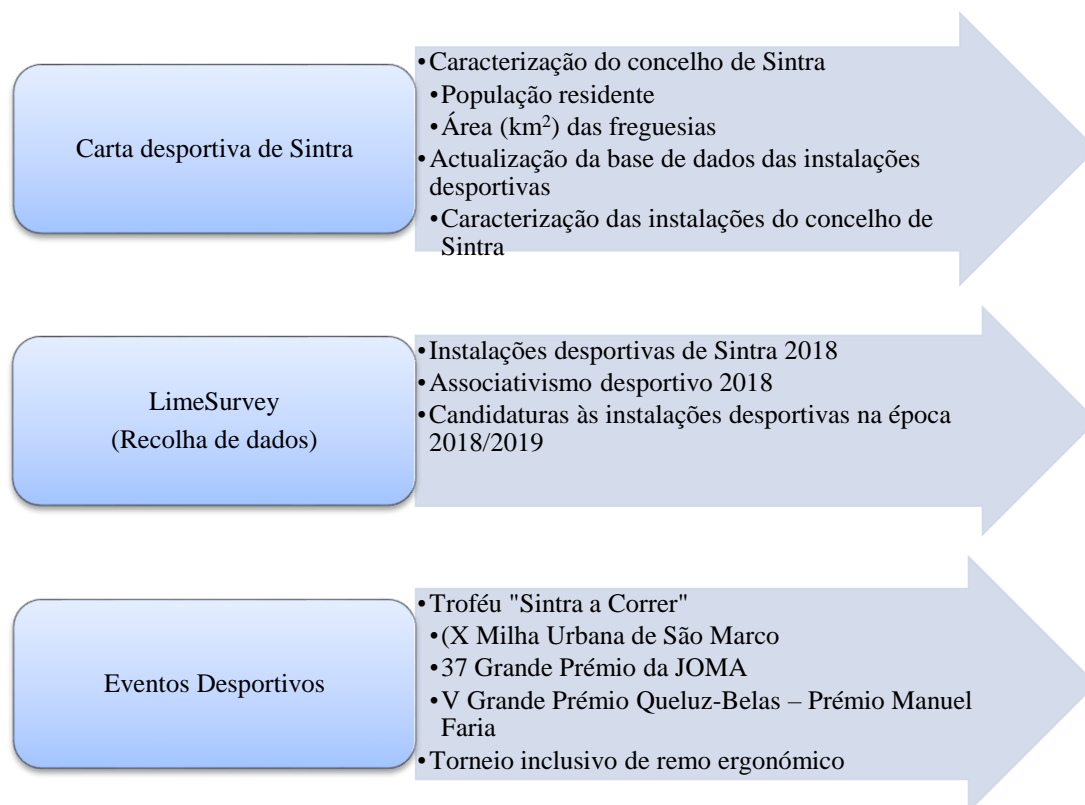 Carta desportiva de Sintra
•Caracterização do concelho de Sintra
•População residente
•Área (km²) das freguesias
•Actualização da base de dados das instalações
desportivas
•Caracterização das instalações do concelho de
Sintra
LimeSurvey
(Recolha de dados)
•Instalações desportivas de Sintra 2018
•Associativismo desportivo 2018
•Candidaturas às instalações desportivas na época
2018/2019
Eventos Desportivos
•Troféu "Sintra a Correr"
•(X Milha Urbana de São Marco
•37 Grande Prémio da JOMA
•V Grande Prémio Queluz-Belas – Prémio Manuel
Faria
•Torneio inclusivo de remo ergonómico